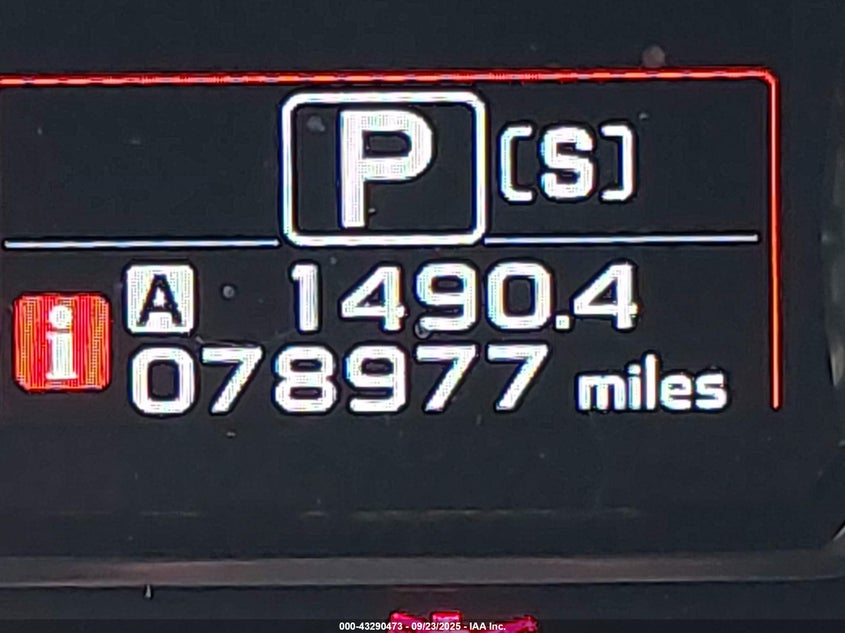 P [S]
A 1490.4
i 078977 miles
000-43290473 - 09/23/2025 - IAA Inc.